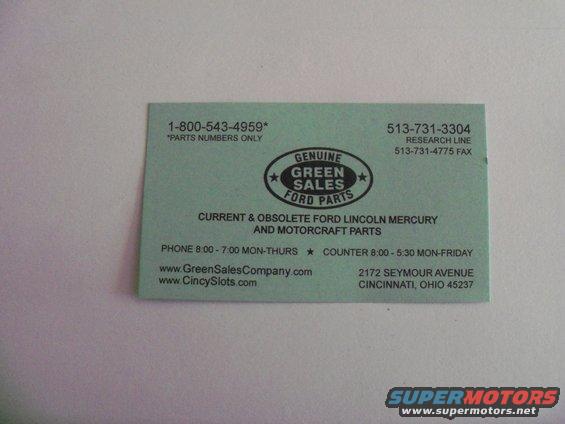 1-800-543-4959*
*PARTS NUMBERS ONLY
513-731-3304
RESEARCH LINE
513-731-4775 FAX
GENUINE
GREEN
SALES
FORD PARTS
CURRENT & OBSOLETE FORD LINCOLN MERCURY
AND MOTORCRAFT PARTS
PHONE 8:00 - 7:00 MON-THURS ★ COUNTER 8:00 - 5:30 MON-FRIDAY
www.GreenSalesCompany.com
www.CincySlots.com
2172 SEYMOUR AVENUE
CINCINNATI, OHIO 45237
SUPERMOTORS
www.supermotors.net